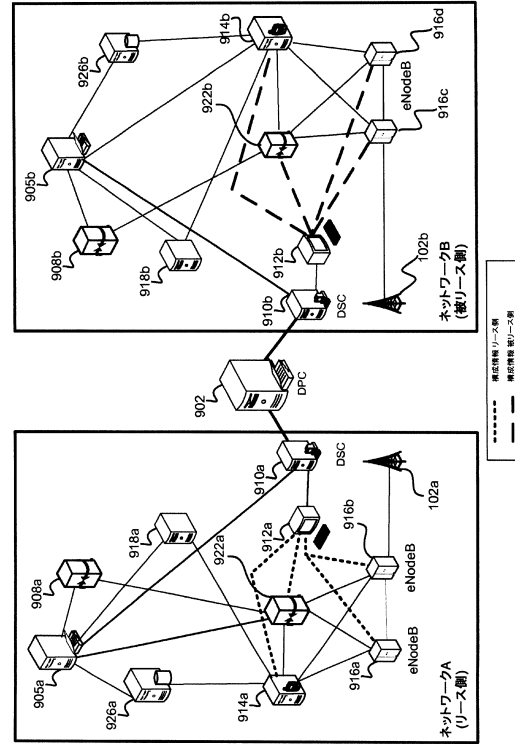 905a
908a
918a
926a
922a
914a
912a
910a
DSC
916a
916b
eNodeB
eNodeB
102a
ネットワークA
(リース側)
902
DPC
905b
908b
918b
926b
922b
914b
912b
910b
DSC
916c
916d
eNodeB
102b
ネットワークB
(被リース側)
構成情報 リース側
構成情報 被リース側